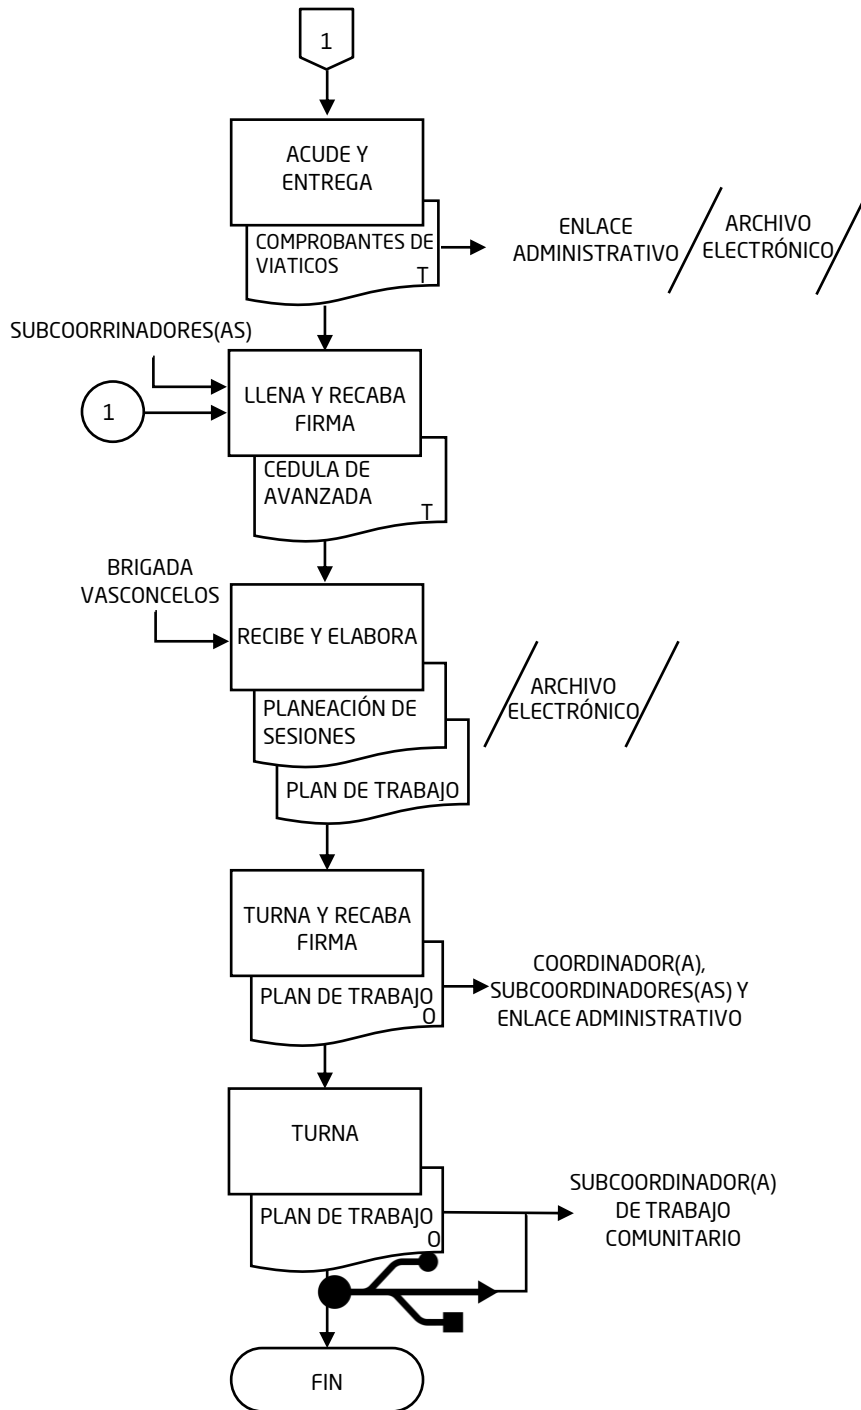 1
ACUDE Y
ENTREGA
COMPROBANTES DE
VIATICOS
T
ENLACE
ADMINISTRATIVO
ARCHIVO
ELECTRÓNICO
SUBCOORRINADORES(AS)
1
LLENA Y RECABA
FIRMA
CEDULA DE
AVANZADA
T
BRIGADA
VASCONCELOS
RECIBE Y ELABORA
PLANEACIÓN DE
SESIONES
PLAN DE TRABAJO
ARCHIVO
ELECTRÓNICO
TURNA Y RECABA
FIRMA
PLAN DE TRABAJO
O
COORDINADOR(A),
SUBCOORDINADORES(AS) Y
ENLACE ADMINISTRATIVO
TURNA
PLAN DE TRABAJO
O
SUBCOORDINADOR(A)
DE TRABAJO
COMUNITARIO
FIN